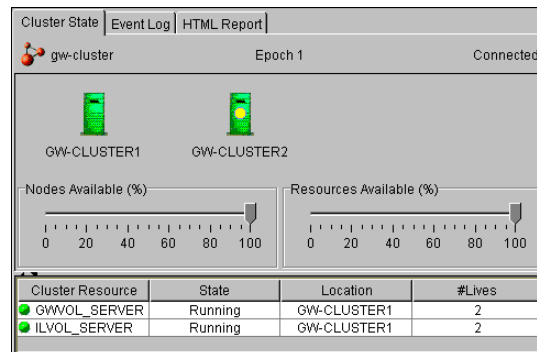 Cluster State Event Log HTML Report
gw-cluster Epoch 1 Connected
GW-CLUSTER1 GW-CLUSTER2
Nodes Available (%) Resources Available (%)
0 20 40 60 80 100 0 20 40 60 80 100
Cluster Resource State Location #Lives
GWVOL_SERVER Running GW-CLUSTER1 2
ILVOL_SERVER Running GW-CLUSTER1 2